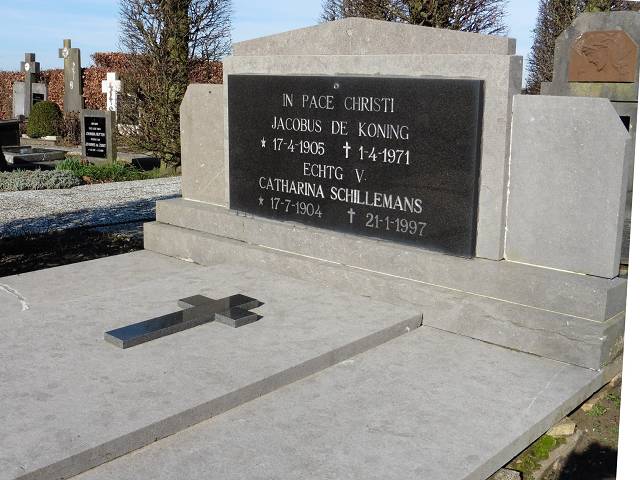 IN PACE CHRISTI
JACOBUS DE KONING
* 17-4-1905 † 1-4-1971
ECHTG V.
CATHARINA SCHILLEMANS
* 17-7-1904 † 21-1-1997